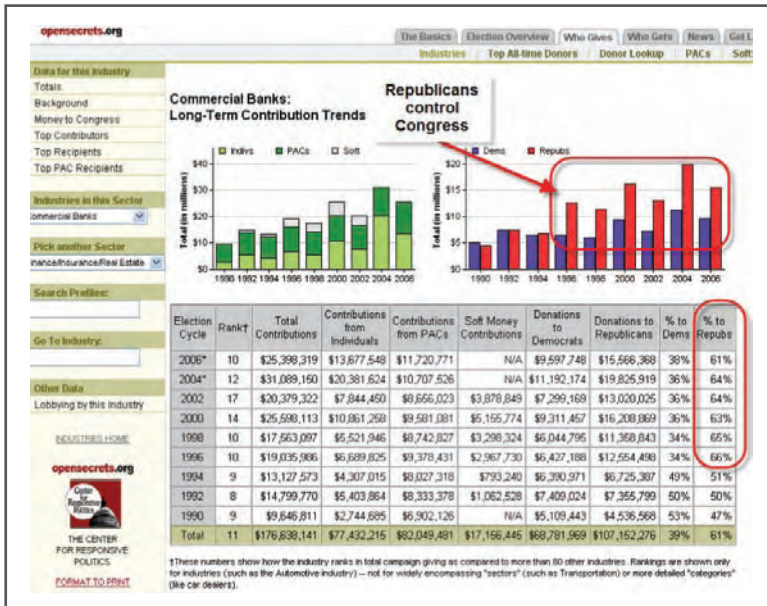 opensecrets.org
The Basics Election Overview Who Gives Who Gets News Get L
Industries Top All-time Donors Donor Lookup PACs Soft
Data for this Industry
Totals
Background
Money to Congress
Top Contributors
Top Recipients
Top PAC Recipients
Industries in this Sector
ommercial Banks
Pick another Sector
inance/Insurance/Real Estate
Search Profiles:
Go To Industry:
Other Data
Lobbying by this Industry
INDUSTRIES HOME
opensecrets.org
Center for Responsive Politics
THE CENTER
FOR RESPONSIVE
POLITICS
FORMAT TO PRINT
Commercial Banks:
Long-Term Contribution Trends
Republicans
control
Congress
Indivs PACs Soft
Total (in millions)
$40
$30
$20
$10
$0
1990 1992 1994 1996 1998 2000 2002 2004 2006
Dems Repubs
Total (in millions)
$20
$15
$10
$5
$0
1990 1992 1994 1996 1998 2000 2002 2004 2006
Election Cycle Rank† Total Contributions Contributions from Individuals Contributions from PACs Soft Money Contributions Donations to Democrats Donations to Republicans % to Dems % to Repubs
2006* 10 $25,398,319 $13,677,548 $11,720,771 N/A $9,597,748 $15,566,368 38% 61%
2004* 12 $31,089,150 $20,381,624 $10,707,526 N/A $11,192,174 $19,825,919 36% 64%
2002 17 $20,379,322 $7,844,450 $8,656,023 $3,878,849 $7,299,169 $13,020,025 36% 64%
2000 14 $25,598,113 $10,861,258 $9,581,081 $5,155,774 $9,311,457 $16,208,869 36% 63%
1998 10 $17,563,097 $5,521,946 $8,742,827 $3,298,324 $6,044,795 $11,358,843 34% 65%
1996 10 $19,035,986 $6,689,825 $9,378,431 $2,967,730 $6,427,188 $12,554,498 34% 66%
1994 9 $13,127,573 $4,307,015 $8,027,318 $793,240 $6,390,971 $6,725,387 49% 51%
1992 8 $14,799,770 $5,403,864 $8,333,378 $1,062,528 $7,409,024 $7,355,799 50% 50%
1990 9 $9,646,811 $2,744,685 $6,902,126 N/A $5,109,443 $4,536,568 53% 47%
Total 11 $176,638,141 $77,432,215 $82,049,481 $17,156,445 $68,781,969 $107,152,276 39% 61%
†These numbers show how the industry ranks in total campaign giving as compared to more than 80 other industries. Rankings are shown only
for industries (such as the Automotive industry) -- not for widely encompassing "sectors" (such as Transportation) or more detailed "categories"
(like car dealers).